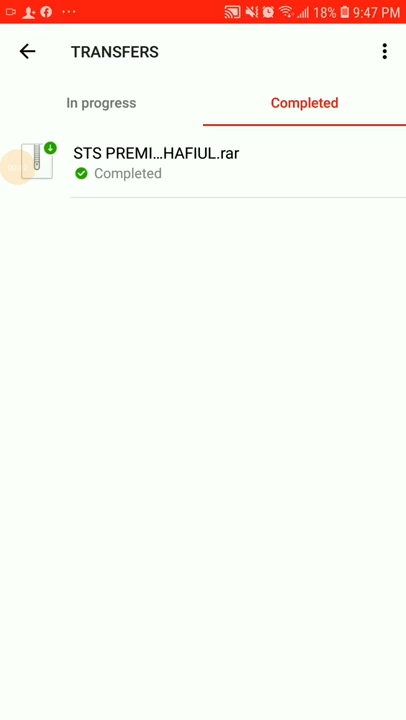 18% 9:47 PM
TRANSFERS
In progress
Completed
STS PREMI...HAFIUL.rar
Completed